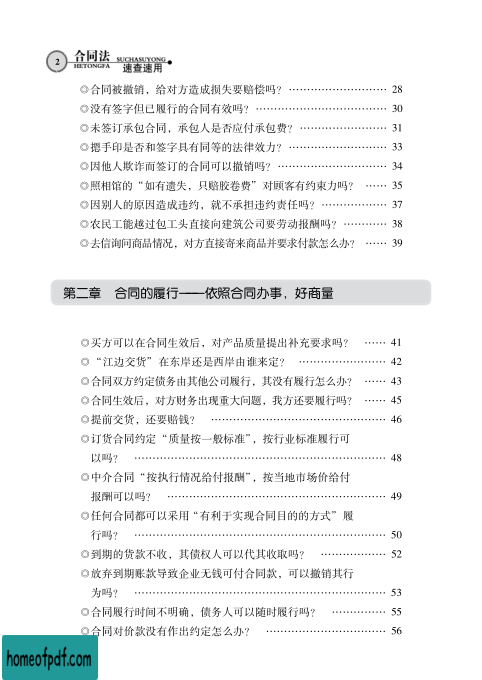 2 合同法 SUCHASUYONG
HETONGFA 速查速用
◎合同被撤销，给对方造成损失要赔偿吗？ ………………………… 28
◎没有签字但已履行的合同有效吗？ ………………………………… 30
◎未签订承包合同，承包人是否应付承包费？ ……………………… 31
◎摁手印是否和签字具有同等的法律效力？ ………………………… 33
◎因他人欺诈而签订的合同可以撤销吗？ …………………………… 34
◎照相馆的“如有遗失，只赔胶卷费”对顾客有约束力吗？ …… 35
◎因别人的原因造成违约，就不承担违约责任吗？ ………………… 37
◎农民工能越过包工头直接向建筑公司要劳动报酬吗？ ………… 38
◎去信询问商品情况，对方直接寄来商品并要求付款怎么办？ …… 39
第二章 合同的履行——依照合同办事，好商量
◎买方可以在合同生效后，对产品质量提出补充要求吗？ …… 41
◎“江边交货”在东岸还是西岸由谁来定？ ……………………… 42
◎合同双方约定债务由其他公司履行，其没有履行怎么办？ …… 43
◎合同生效后，对方财务出现重大问题，我方还要履行吗？ …… 45
◎提前交货，还要赔钱？ ………………………………………… 46
◎订货合同约定“质量按一般标准”，按行业标准履行可
以吗？ …………………………………………………………… 48
◎中介合同“按执行情况给付报酬”，按当地市场价给付
报酬可以吗？ …………………………………………………… 49
◎任何合同都可以采用“有利于实现合同目的的方式”履
行吗？ …………………………………………………………… 50
◎到期的货款不收，其债权人可以代其收取吗？ ……………… 52
◎放弃到期账款导致企业无钱可付合同款，可以撤销其行
为吗？ …………………………………………………………… 53
◎合同履行时间不明确，债务人可以随时履行吗？ …………… 55
◎合同对价款没有作出约定怎么办？ …………………………… 56
homeofpdf.com